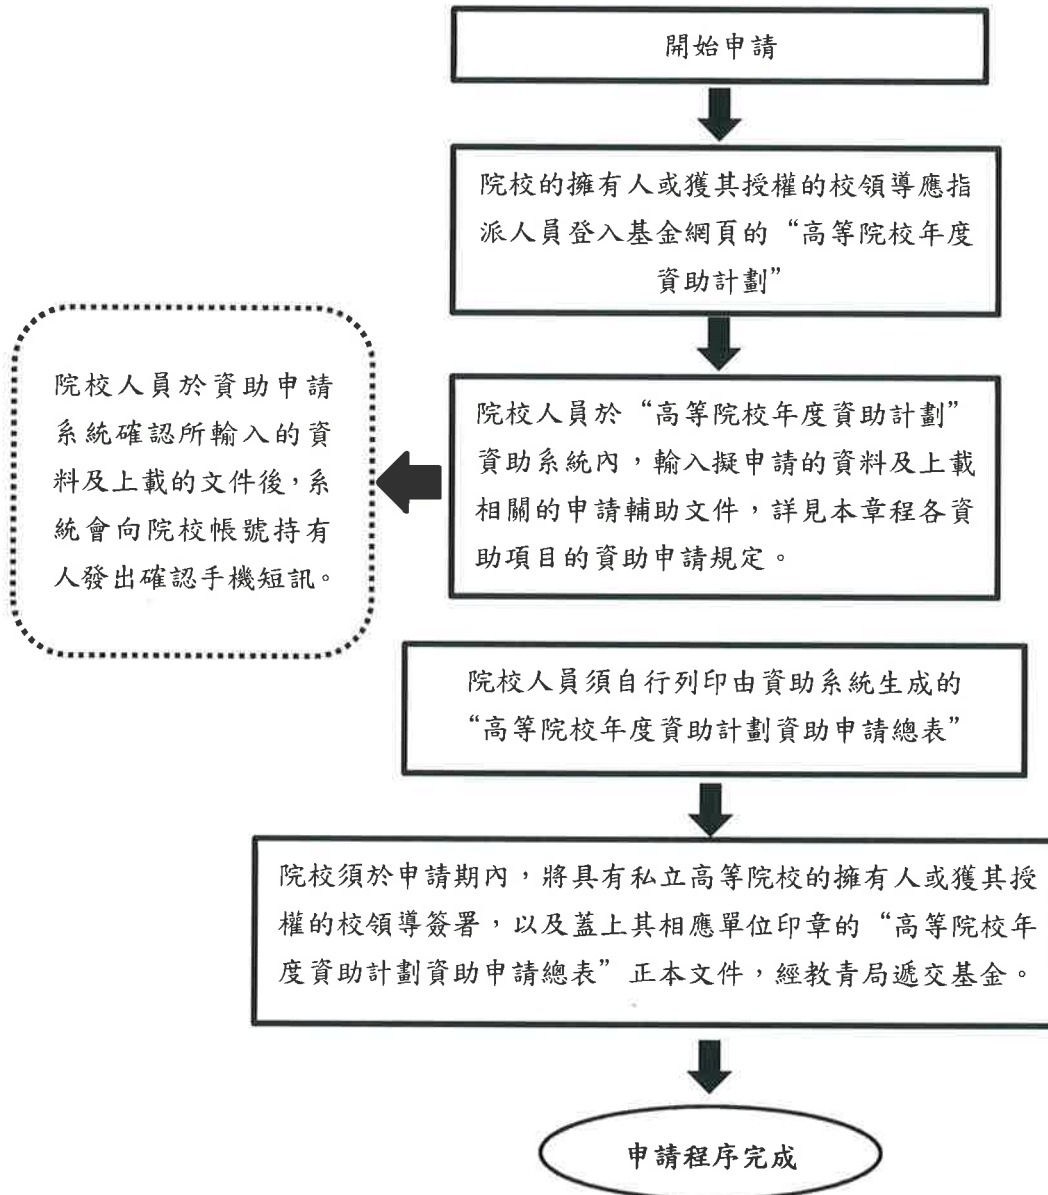 開始申請
院校的擁有人或獲其授權的校領導應指
派人員登入基金網頁的“高等院校年度
資助計劃”
院校人員於“高等院校年度資助計劃”
資助系統內，輸入擬申請的資料及上載
相關的申請輔助文件，詳見本章程各資
助項目的資助申請規定。
院校人員於資助申請
系統確認所輸入的資
料及上載的文件後，系
統會向院校帳號持有
人發出確認手機短訊。
院校人員須自行列印由資助系統生成的
“高等院校年度資助計劃資助申請總表”
院校須於申請期內，將具有私立高等院校的擁有人或獲其授
權的校領導簽署，以及蓋上其相應單位印章的“高等院校年
度資助計劃資助申請總表”正本文件，經教青局遞交基金。
申請程序完成